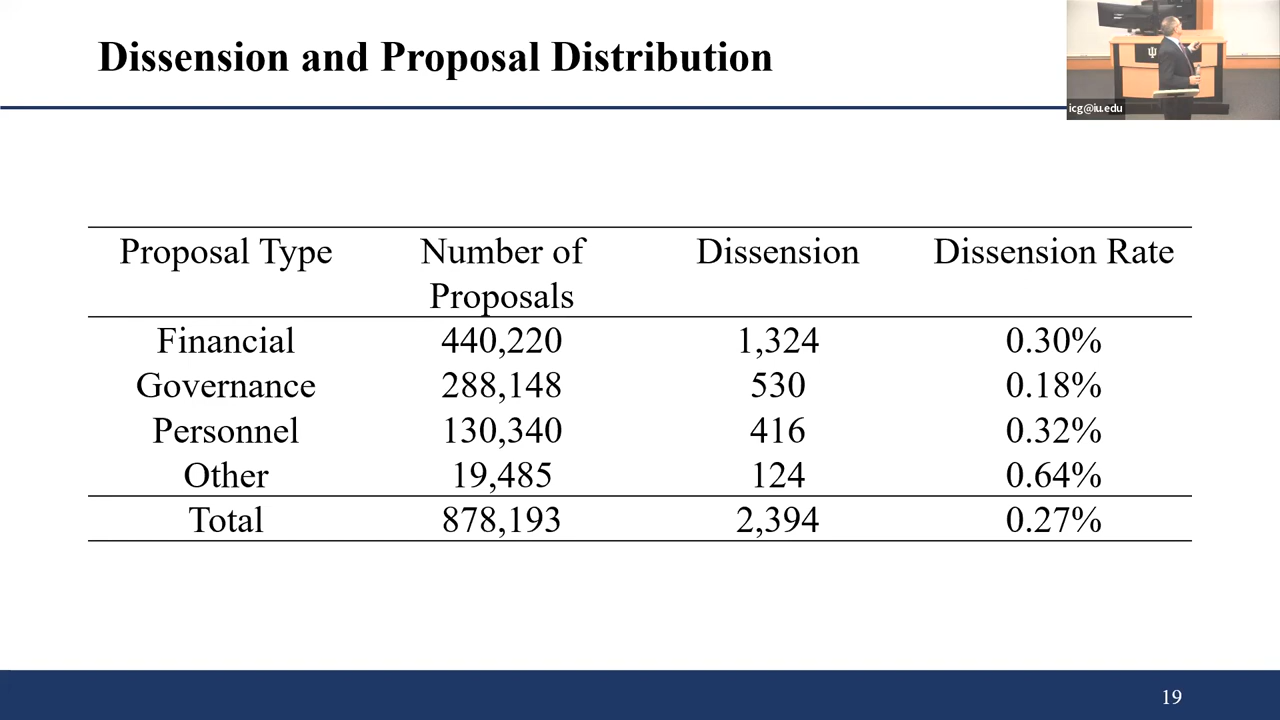 Dissension and Proposal Distribution
icg@iu.edu
Proposal Type Number of Proposals Dissension Dissension Rate
Financial 440,220 1,324 0.30%
Governance 288,148 530 0.18%
Personnel 130,340 416 0.32%
Other 19,485 124 0.64%
Total 878,193 2,394 0.27%
19